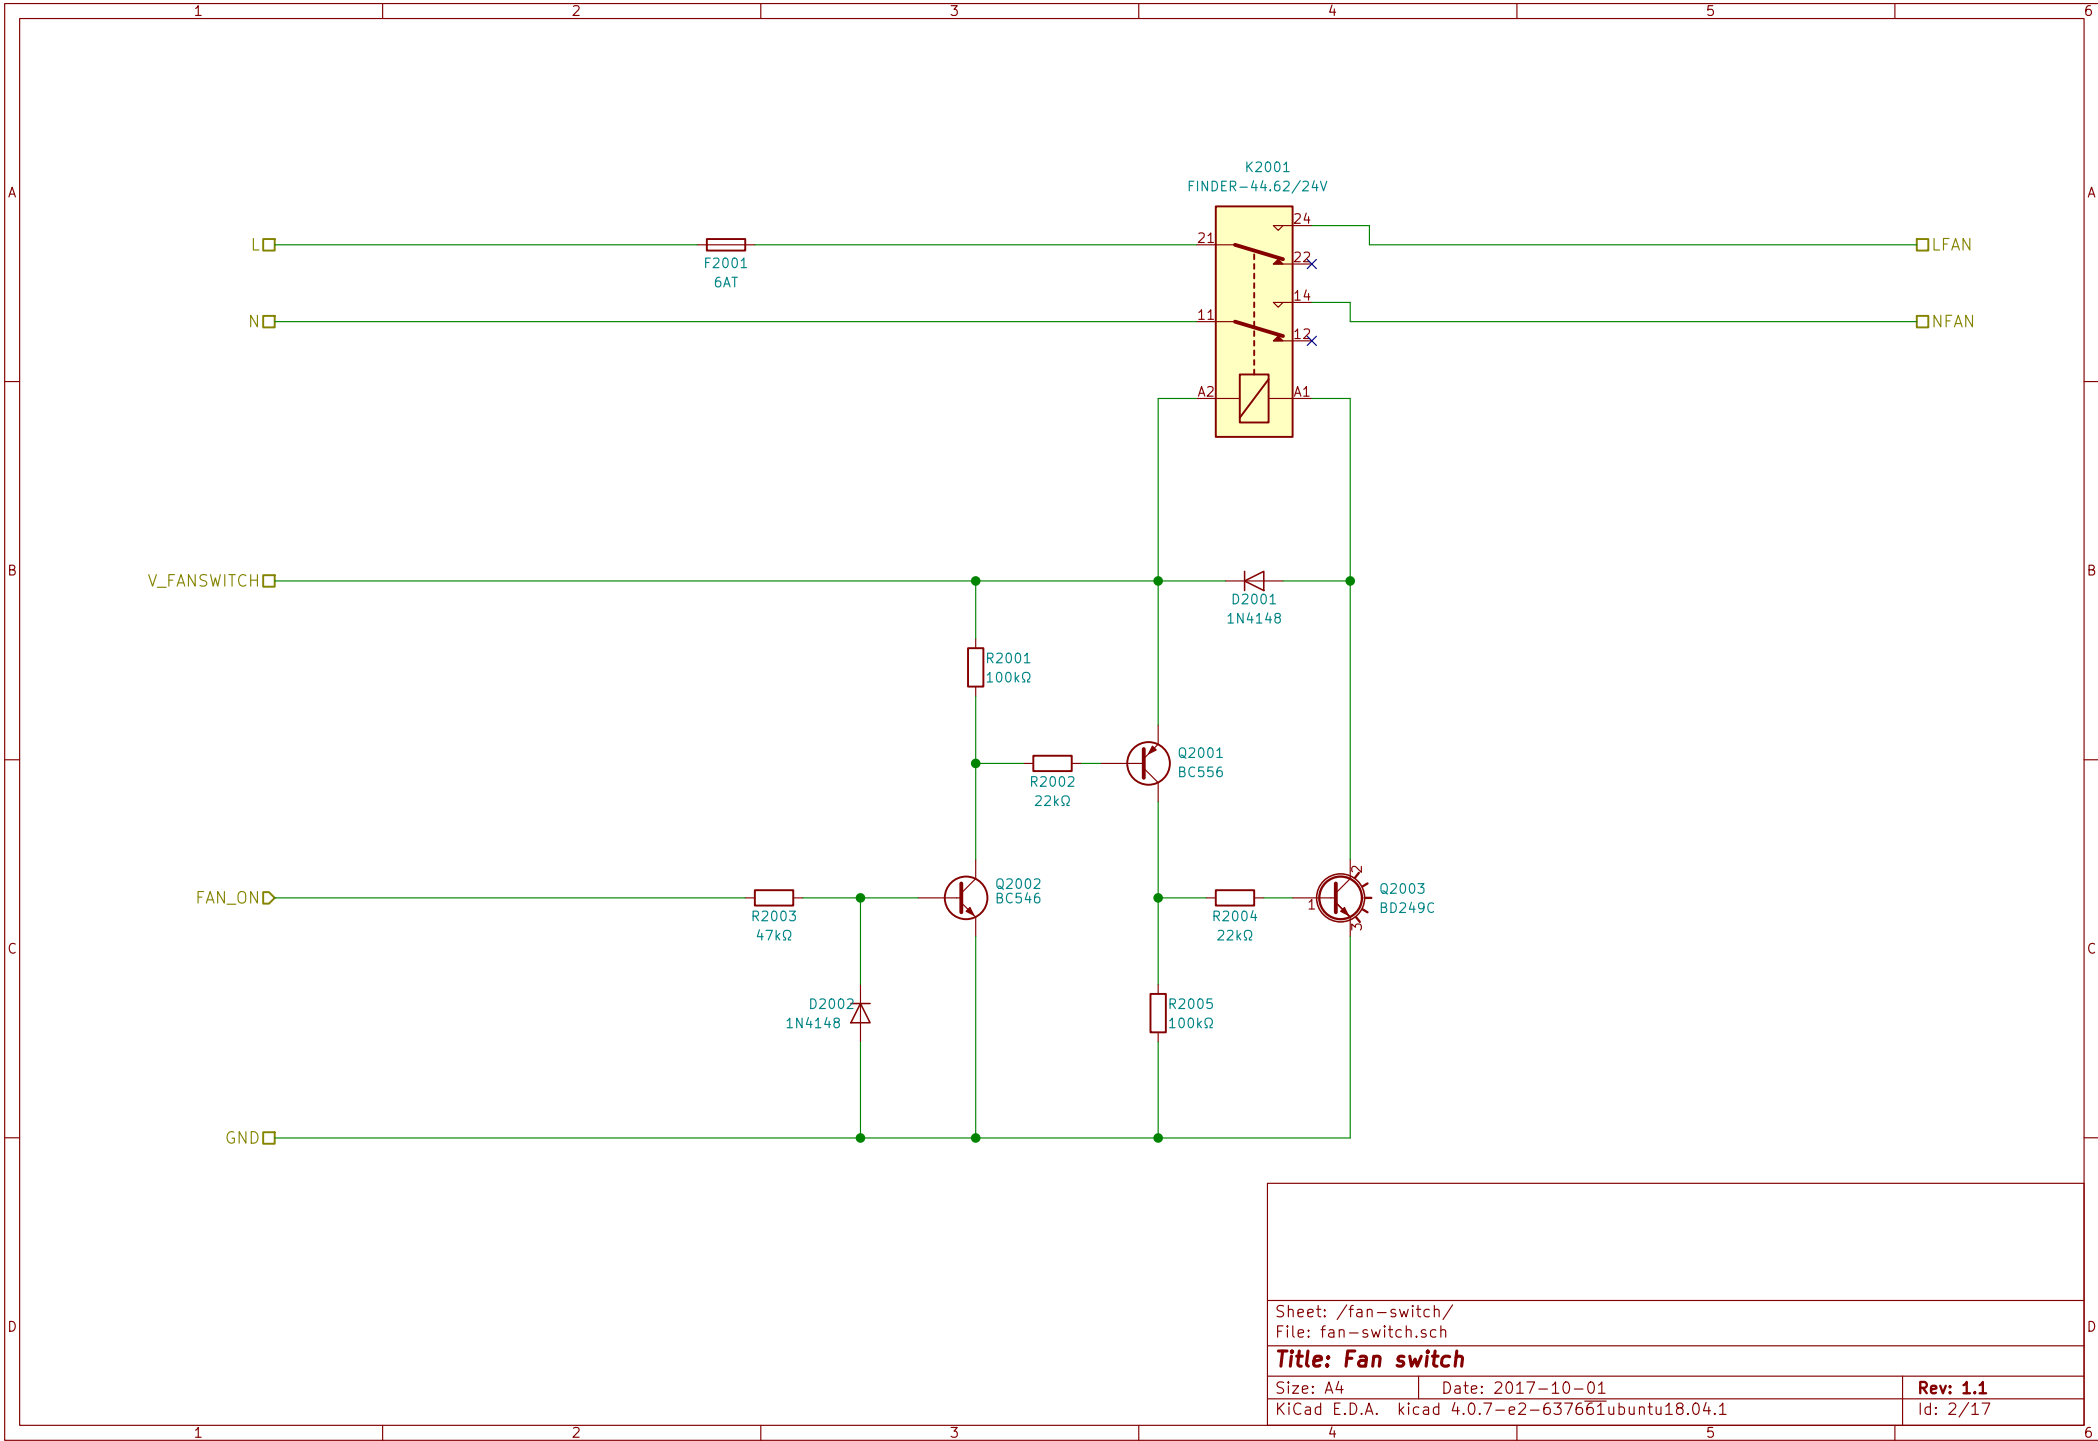 1 2 3 4 5 6
K2001
A FINDER-44.62/24V A
24
L 21 LFAN
22
F2001
6AT
14
N 11 NFAN
12
A2 A1
V_FANSWITCH
B B
D2001
1N4148
R2001
100kΩ
Q2001
BC556
R2002
22kΩ
2
Q2002
BC546
Q2003
BD249C
FAN_ON
1
R2003
47kΩ
R2004
22kΩ
3
C C
D2002
1N4148
R2005
100kΩ
GND
Sheet: /fan-switch/
File: fan-switch.sch
D D
Title: Fan switch
Size: A4 Date: 2017-10-01 Rev: 1.1
KiCad E.D.A. kicad 4.0.7-e2-637661ubuntu18.04.1 Id: 2/17
1 2 3 4 5 6